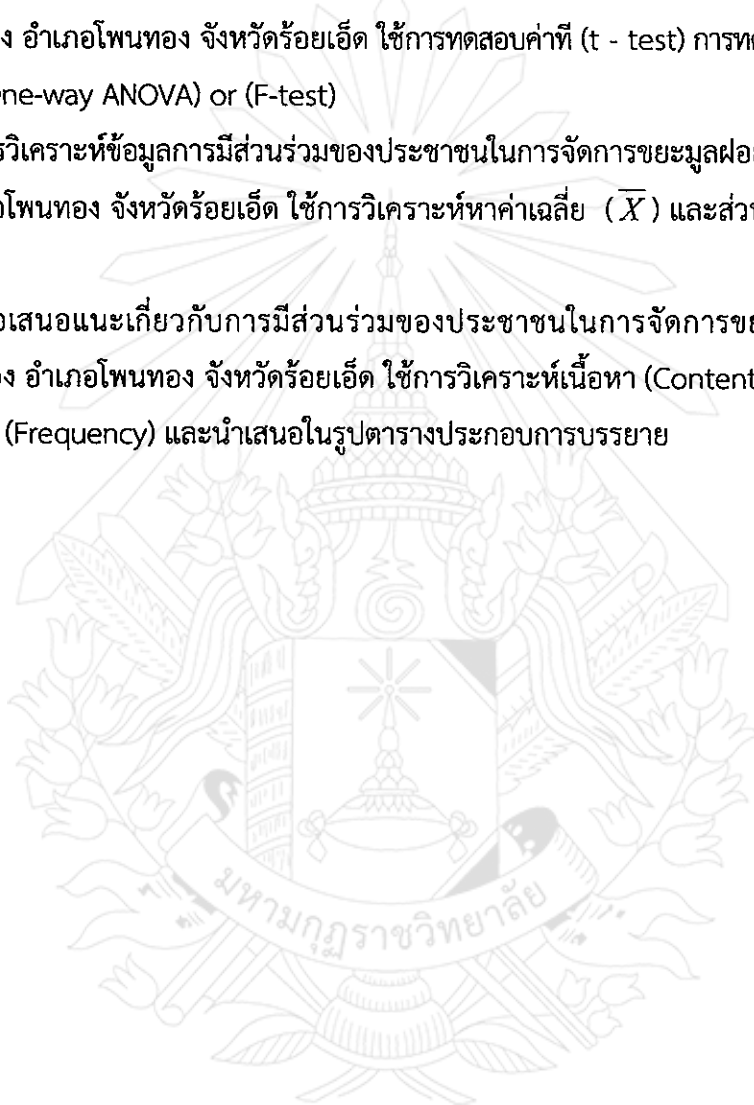 ง อำเภอโพนทอง จังหวัดร้อยเอ็ด ใช้การทดสอบค่าที (t - test) การ
ne-way ANOVA) or (F-test)
รวิเคราะห์ข้อมูลการมีส่วนร่วมของประชาชนในการจัดการขยะมูลฝอย
อโพนทอง จังหวัดร้อยเอ็ด ใช้การวิเคราะห์หาค่าเฉลี่ย (X̅) และส่วน
อเสนอแนะเกี่ยวกับการมีส่วนร่วมของประชาชนในการจัดการขย
อง อำเภอโพนทอง จังหวัดร้อยเอ็ด ใช้การวิเคราะห์เนื้อหา (Content
(Frequency) และนำเสนอในรูปตารางประกอบการบรรยาย
มหามกุฏราชวิทยาลัย